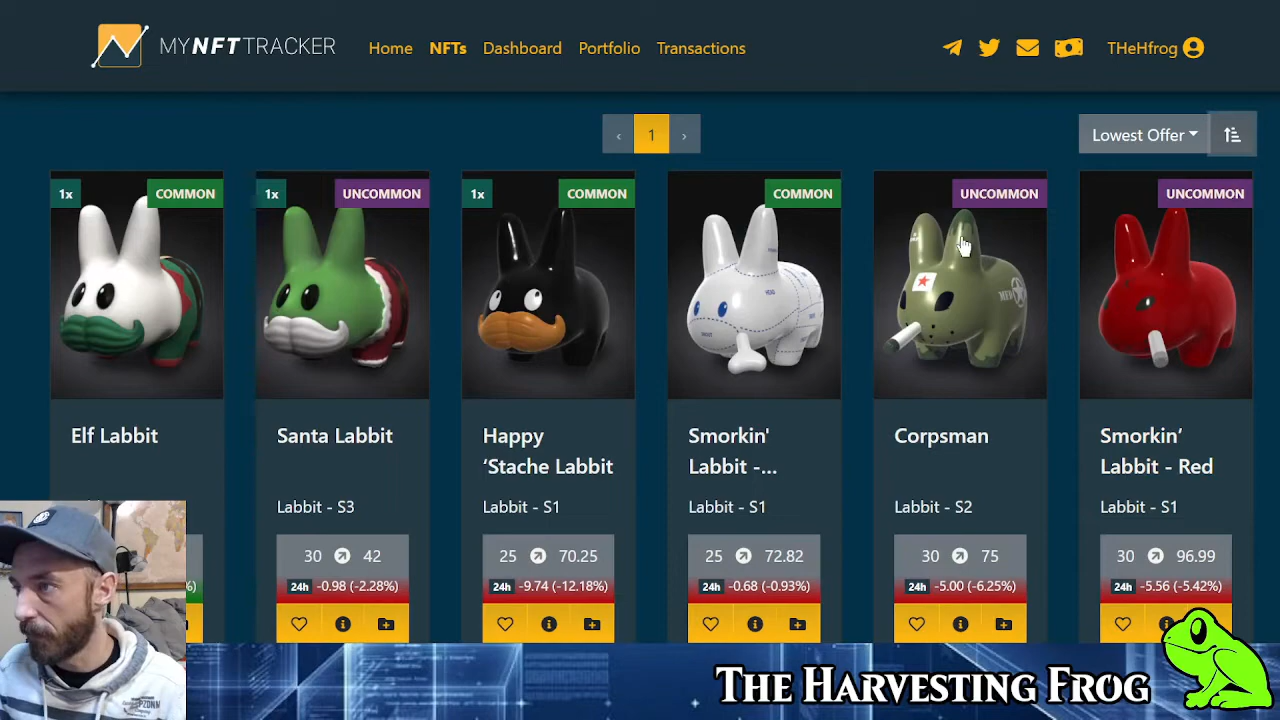 MYNFTTRACKER Home NFTs Dashboard Portfolio Transactions THeHfrog
‹ 1 › Lowest Offer
1x COMMON 1x UNCOMMON 1x COMMON COMMON UNCOMMON UNCOMMON
Elf Labbit
Santa Labbit
Labbit - S3
30 42
24h -0.98 (-2.28%)
Happy
‘Stache Labbit
Labbit - S1
25 70.25
24h -9.74 (-12.18%)
Smorkin'
Labbit -...
Labbit - S1
25 72.82
24h -0.68 (-0.93%)
Corpsman
Labbit - S2
30 75
24h -5.00 (-6.25%)
Smorkin‘
Labbit - Red
Labbit - S1
30 96.99
24h -5.56 (-5.42%)
The Harvesting Frog